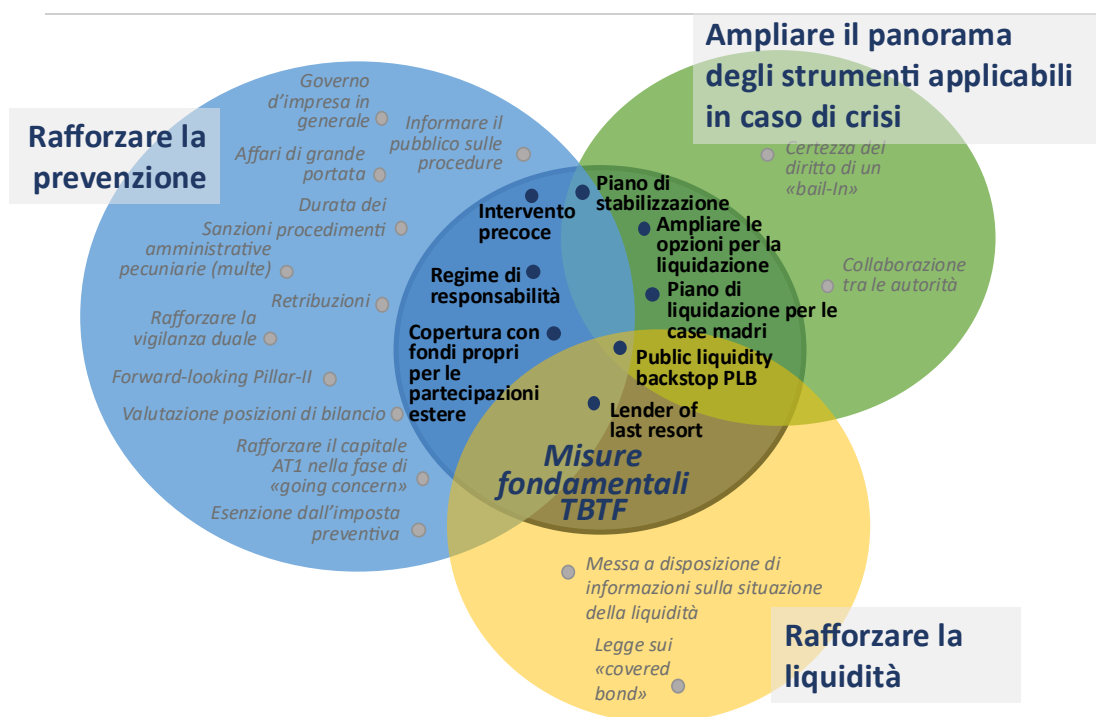 Ampliare il panorama
degli strumenti applicabili
in caso di crisi
Rafforzare la
prevenzione
Governo
d’impresa in
generale
Informare il
pubblico sulle
procedure
Affari di grande
portata
Durata dei
procedimenti
Sanzioni
amministrative
pecuniarie (multe)
Retribuzioni
Rafforzare la
vigilanza duale
Forward-looking Pillar-II
Valutazione posizioni di bilancio
Rafforzare il capitale
AT1 nella fase di
«going concern»
Esenzione dall’imposta
preventiva
Intervento
precoce
Regime di
responsabilità
Copertura con
fondi propri
per le
partecipazioni
estere
Piano di
stabilizzazione
Ampliare le
opzioni per la
liquidazione
Piano di
liquidazione per le
case madri
Public liquidity
backstop PLB
Lender of
last resort
Misure
fondamentali
TBTF
Certezza del
diritto di un
«bail-In»
Collaborazione
tra le autorità
Messa a disposizione di
informazioni sulla situazione
della liquidità
Legge sui
«covered
bond»
Rafforzare la
liquidità